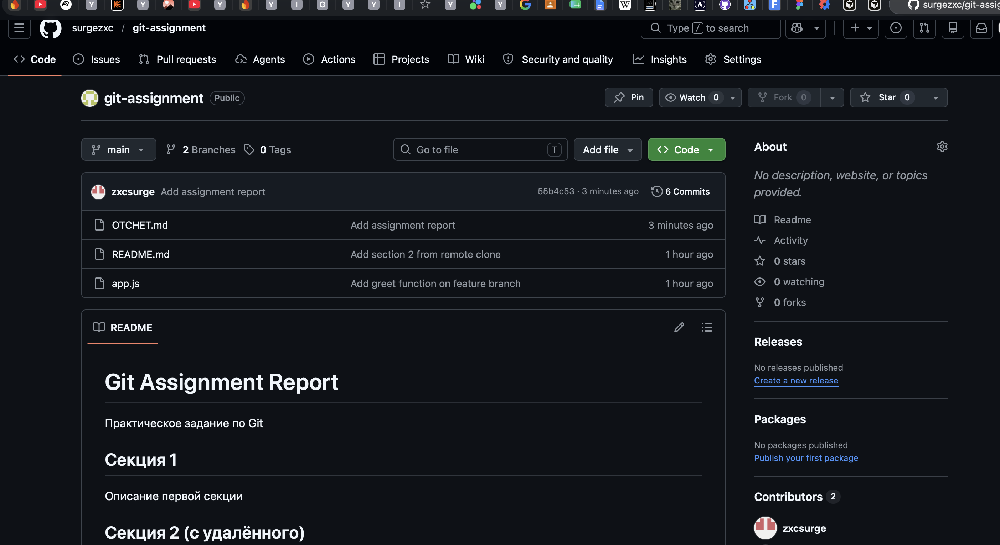 surgezxc/git-assig
surgezxc / git-assignment
Type / to search
Code Issues Pull requests Agents Actions Projects Wiki Security and quality Insights Settings
git-assignment Public
Pin Watch 0 Fork 0 Star 0
main 2 Branches 0 Tags Go to file T Add file Code
zxcsurge Add assignment report 55b4c53 · 3 minutes ago 6 Commits
OTCHET.md Add assignment report 3 minutes ago
README.md Add section 2 from remote clone 1 hour ago
app.js Add greet function on feature branch 1 hour ago
README
Git Assignment Report
Практическое задание по Git
Секция 1
Описание первой секции
Секция 2 (с удалённого)
About
No description, website, or topics
provided.
Readme
Activity
0 stars
0 watching
0 forks
Releases
No releases published
Create a new release
Packages
No packages published
Publish your first package
Contributors 2
zxcsurge